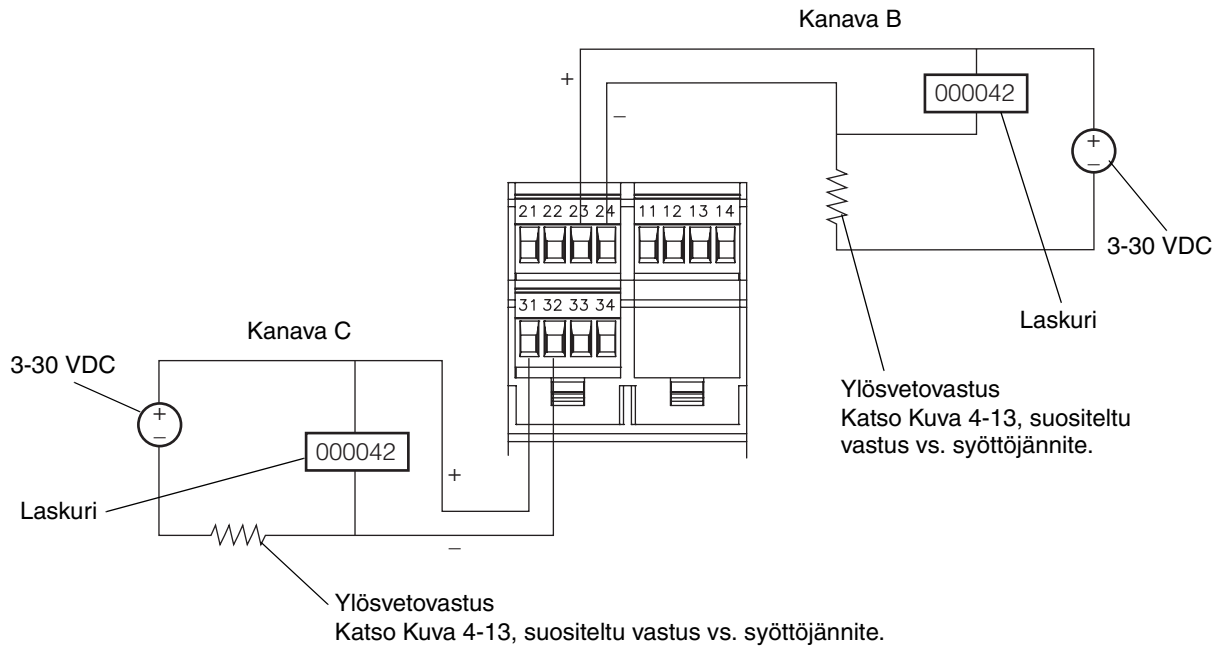 Kanava B
+
000042
−
+
−
21 22 23 24
11 12 13 14
3-30 VDC
31 32 33 34
Laskuri
Kanava C
3-30 VDC
Ylösvetovastus
Katso Kuva 4-13, suositeltu
vastus vs. syöttöjännite.
+
−
000042
+
Laskuri
−
Ylösvetovastus
Katso Kuva 4-13, suositeltu vastus vs. syöttöjännite.